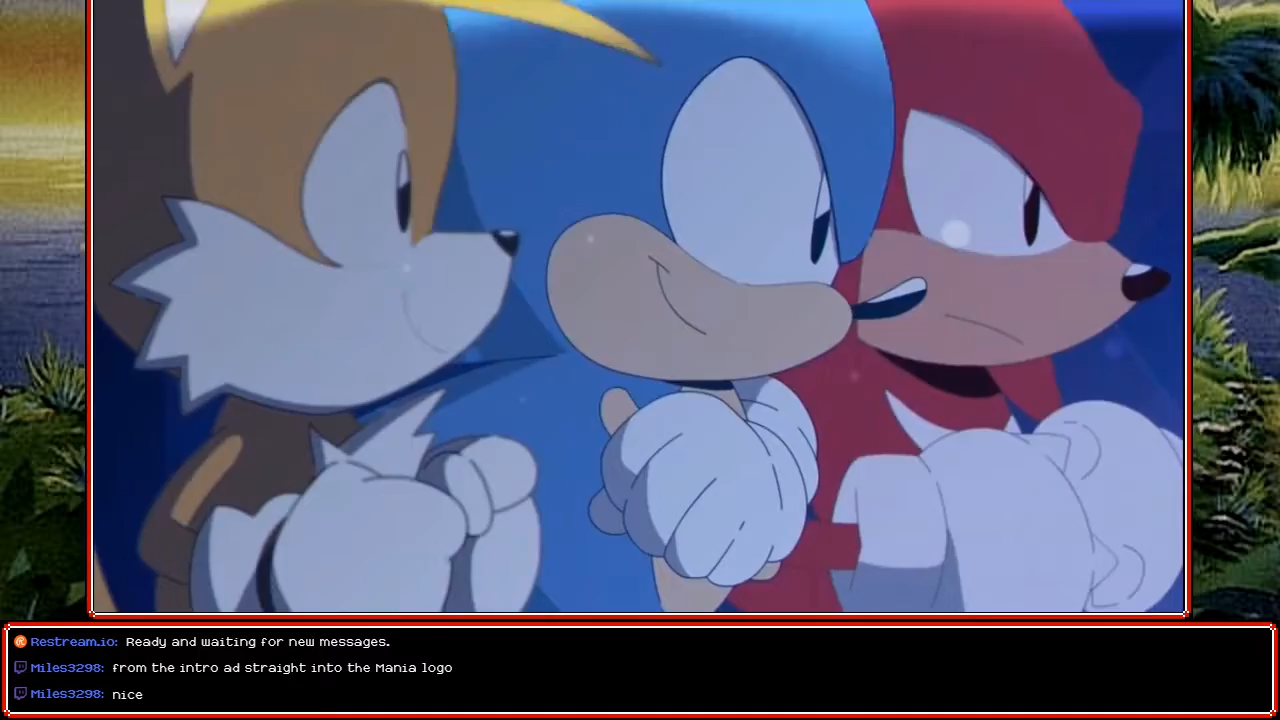 Restream.io: Ready and waiting for new messages.
Miles3298: from the intro ad straight into the Mania logo
Miles3298: nice